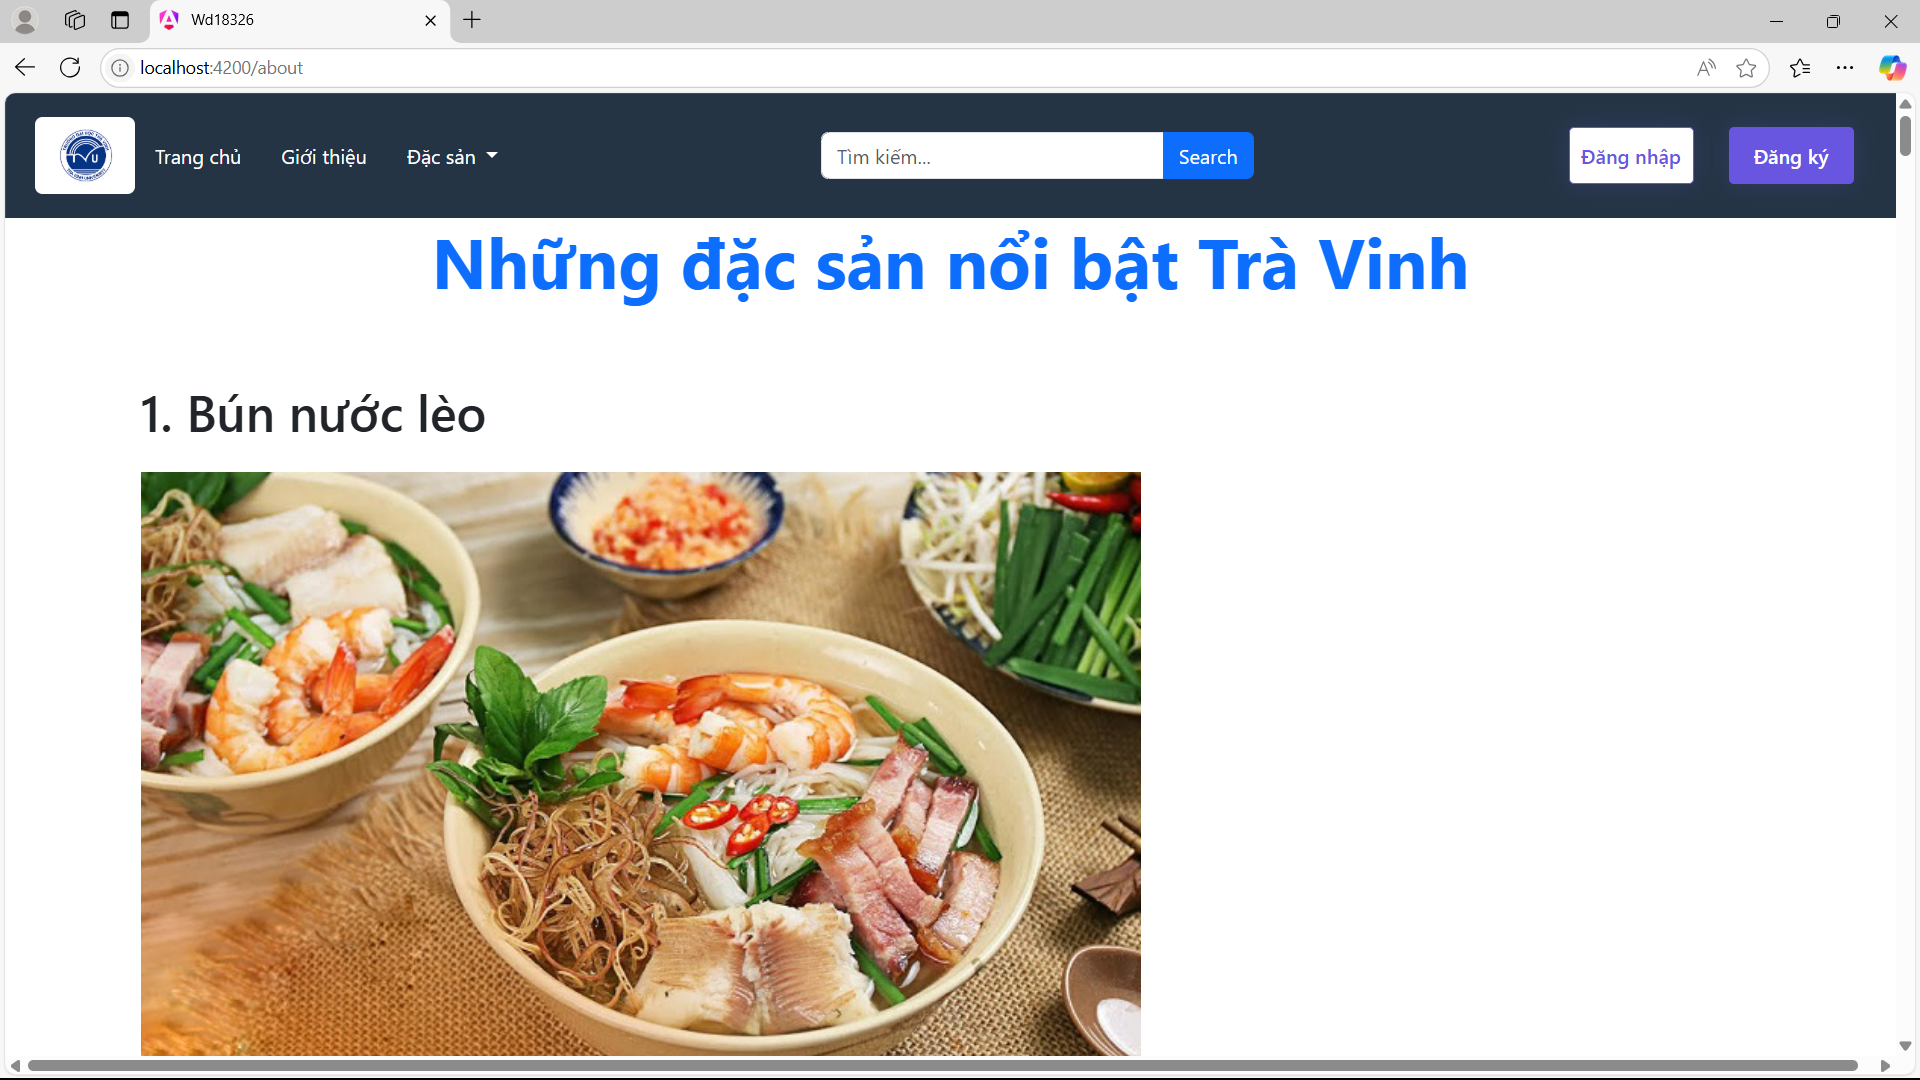 Wd18326
localhost:4200/about
Trang chủ
Giới thiệu
Đặc sản
Tìm kiếm...
Search
Đăng nhập
Đăng ký
Những đặc sản nổi bật Trà Vinh
1. Bún nước lèo